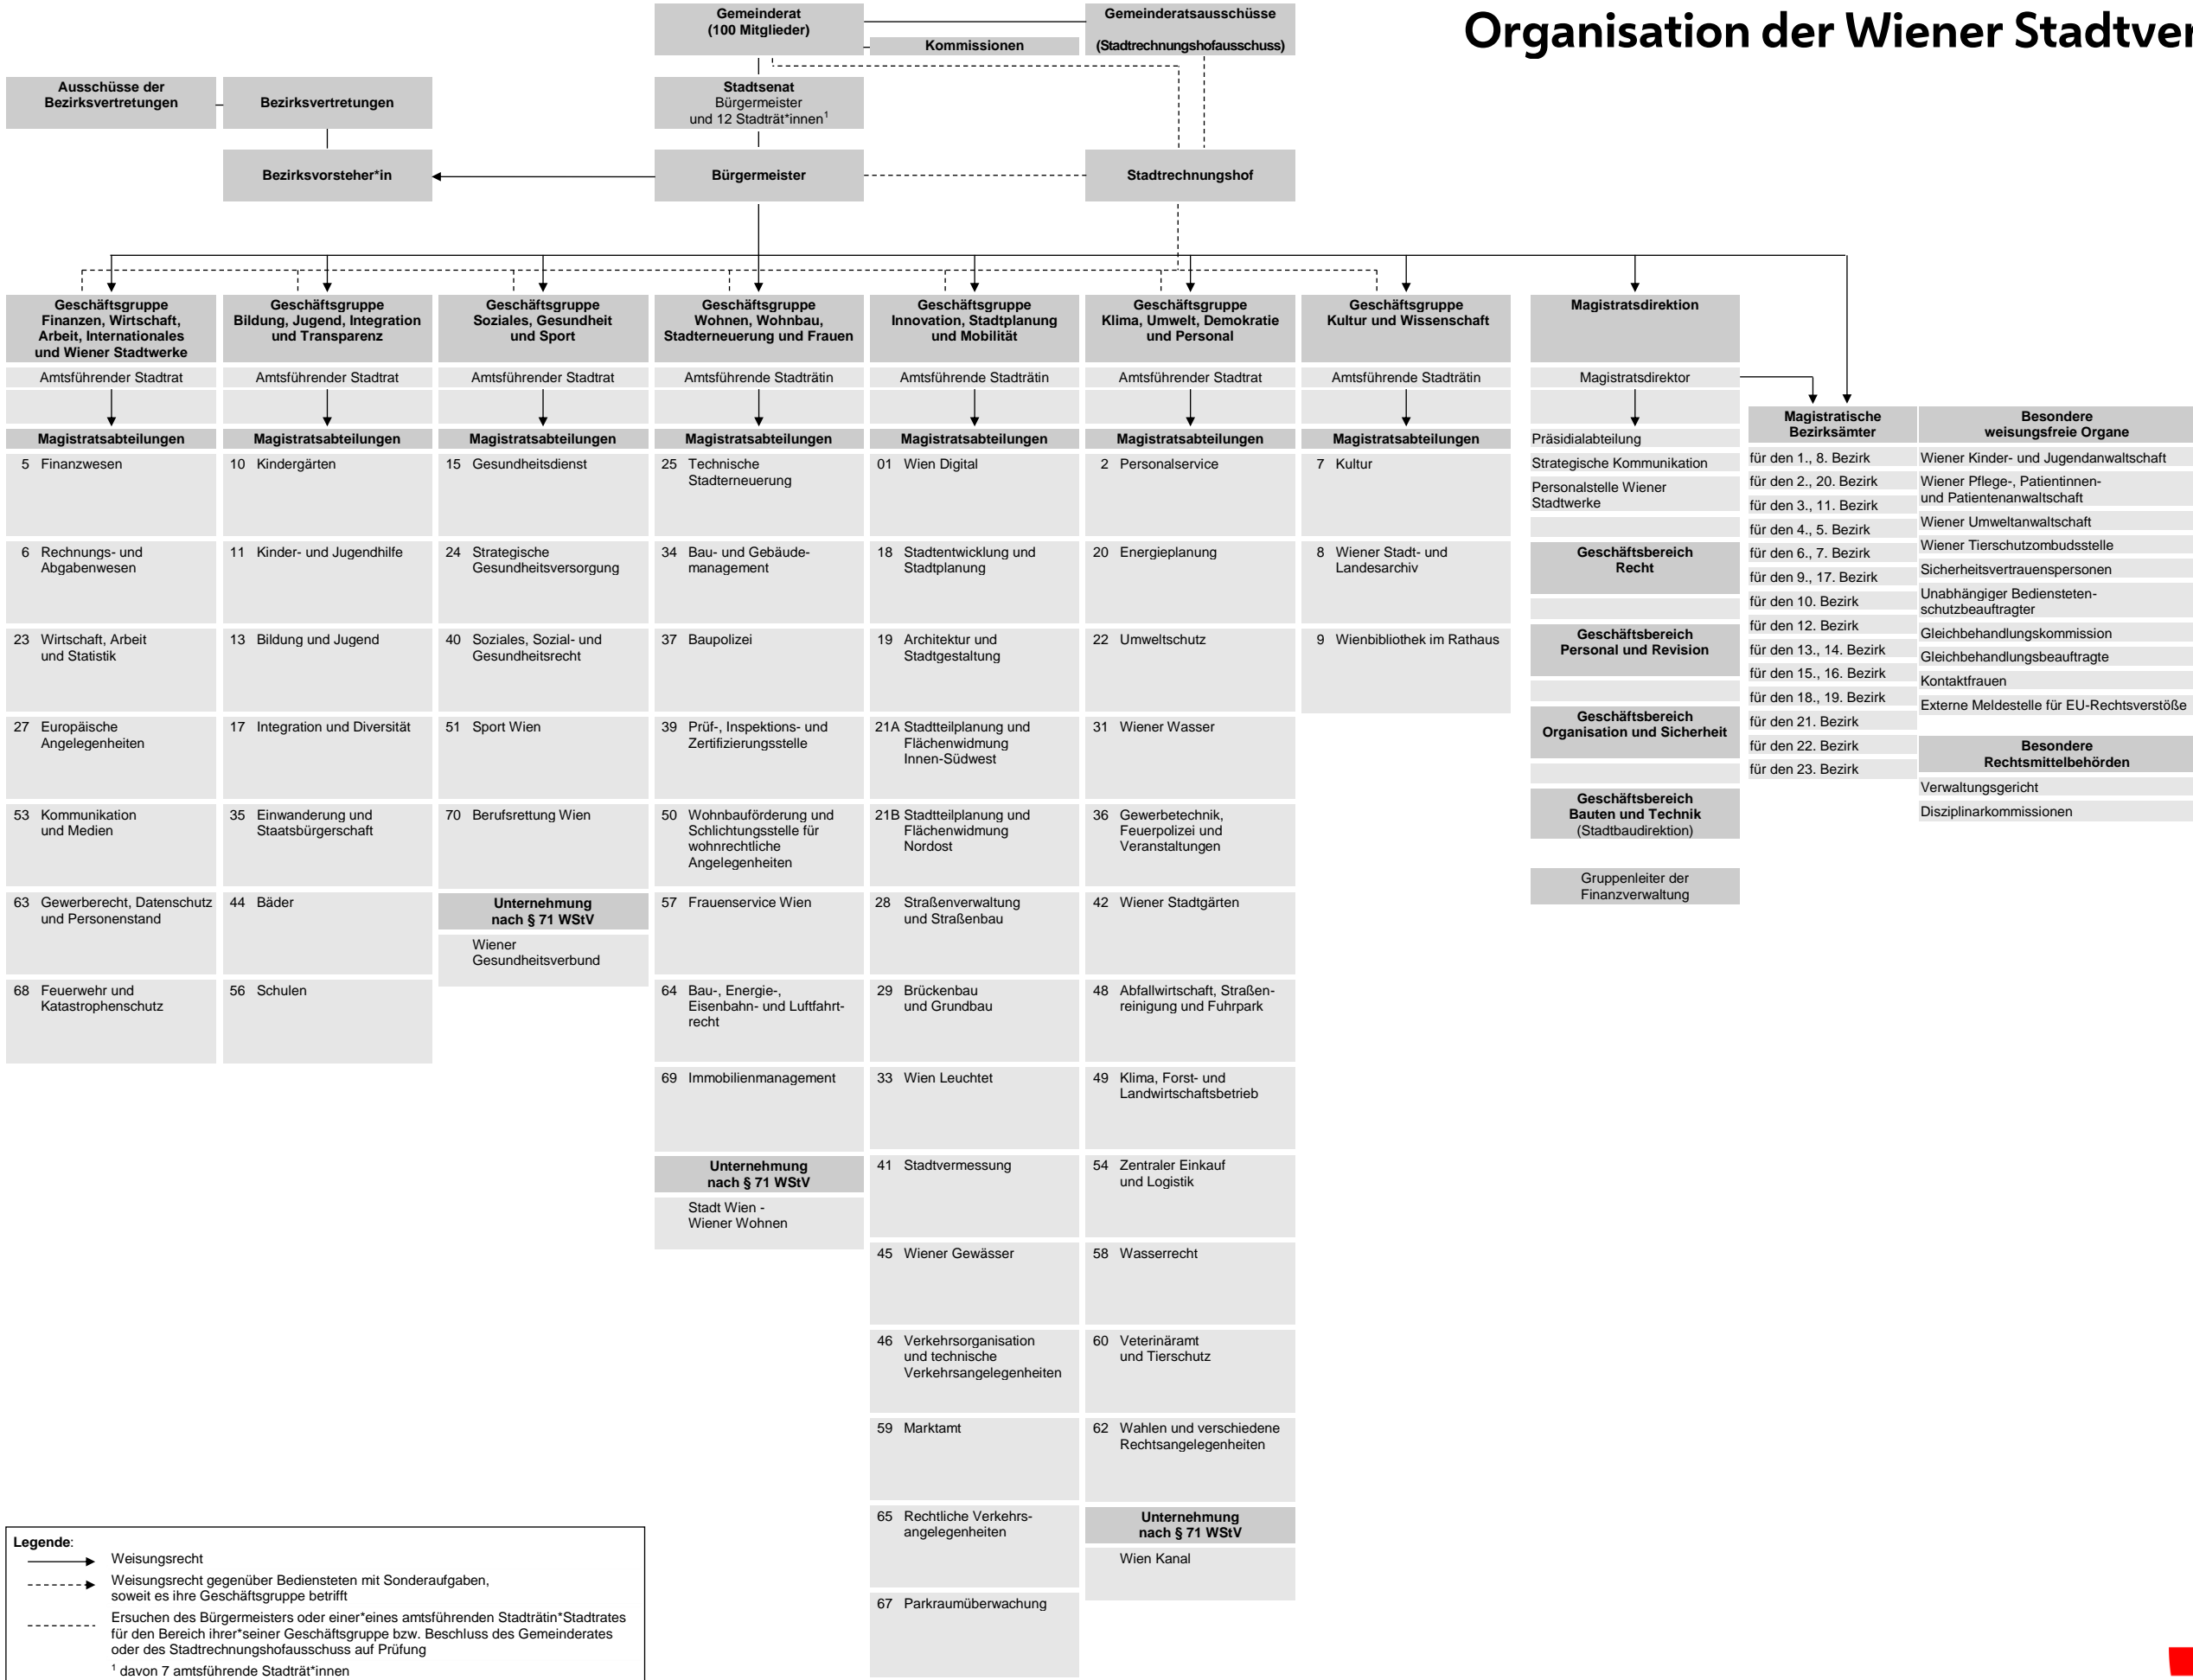 Organisation der Wiener Stadtver
Gemeinderat
(100 Mitglieder)
Kommissionen
Gemeinderatsausschüsse
(Stadtrechnungshofausschuss)
Ausschüsse der
Bezirksvertretungen
Bezirksvertretungen
Stadtsenat
Bürgermeister
und 12 Stadträt*innen¹
Bezirksvorsteher*in
Bürgermeister
Stadtrechnungshof
Geschäftsgruppe
Finanzen, Wirtschaft,
Arbeit, Internationales
und Wiener Stadtwerke
Amtsführender Stadtrat
Magistratsabteilungen
5 Finanzwesen
6 Rechnungs- und
Abgabenwesen
23 Wirtschaft, Arbeit
und Statistik
27 Europäische
Angelegenheiten
53 Kommunikation
und Medien
63 Gewerberecht, Datenschutz
und Personenstand
68 Feuerwehr und
Katastrophenschutz
Geschäftsgruppe
Bildung, Jugend, Integration
und Transparenz
Amtsführender Stadtrat
Magistratsabteilungen
10 Kindergärten
11 Kinder- und Jugendhilfe
13 Bildung und Jugend
17 Integration und Diversität
35 Einwanderung und
Staatsbürgerschaft
44 Bäder
56 Schulen
Geschäftsgruppe
Soziales, Gesundheit
und Sport
Amtsführender Stadtrat
Magistratsabteilungen
15 Gesundheitsdienst
24 Strategische
Gesundheitsversorgung
40 Soziales, Sozial- und
Gesundheitsrecht
51 Sport Wien
70 Berufsrettung Wien
Unternehmung
nach § 71 WStV
Wiener
Gesundheitsverbund
Geschäftsgruppe
Wohnen, Wohnbau,
Stadterneuerung und Frauen
Amtsführende Stadträtin
Magistratsabteilungen
25 Technische
Stadterneuerung
34 Bau- und Gebäude-
management
37 Baupolizei
39 Prüf-, Inspektions- und
Zertifizierungsstelle
50 Wohnbauförderung und
Schlichtungsstelle für
wohnrechtliche
Angelegenheiten
57 Frauenservice Wien
64 Bau-, Energie-,
Eisenbahn- und Luftfahrt-
recht
69 Immobilienmanagement
Unternehmung
nach § 71 WStV
Stadt Wien -
Wiener Wohnen
Geschäftsgruppe
Innovation, Stadtplanung
und Mobilität
Amtsführende Stadträtin
Magistratsabteilungen
01 Wien Digital
18 Stadtentwicklung und
Stadtplanung
19 Architektur und
Stadtgestaltung
21A Stadtteilplanung und
Flächenwidmung
Innen-Südwest
21B Stadtteilplanung und
Flächenwidmung
Nordost
28 Straßenverwaltung
und Straßenbau
29 Brückenbau
und Grundbau
33 Wien Leuchtet
41 Stadtvermessung
45 Wiener Gewässer
46 Verkehrsorganisation
und technische
Verkehrsangelegenheiten
59 Marktamt
65 Rechtliche Verkehrs-
angelegenheiten
67 Parkraumüberwachung
Geschäftsgruppe
Klima, Umwelt, Demokratie
und Personal
Amtsführender Stadtrat
Magistratsabteilungen
2 Personalservice
20 Energieplanung
22 Umweltschutz
31 Wiener Wasser
36 Gewerbetechnik,
Feuerpolizei und
Veranstaltungen
42 Wiener Stadtgärten
48 Abfallwirtschaft, Straßen-
reinigung und Fuhrpark
49 Klima, Forst- und
Landwirtschaftsbetrieb
54 Zentraler Einkauf
und Logistik
58 Wasserrecht
60 Veterinäramt
und Tierschutz
62 Wahlen und verschiedene
Rechtsangelegenheiten
Unternehmung
nach § 71 WStV
Wien Kanal
Geschäftsgruppe
Kultur und Wissenschaft
Amtsführende Stadträtin
Magistratsabteilungen
7 Kultur
8 Wiener Stadt- und
Landesarchiv
9 Wienbibliothek im Rathaus
Magistratsdirektion
Magistratsdirektor
Präsidialabteilung
Strategische Kommunikation
Personalstelle Wiener
Stadtwerke
Geschäftsbereich
Recht
Geschäftsbereich
Personal und Revision
Geschäftsbereich
Organisation und Sicherheit
Geschäftsbereich
Bauten und Technik
(Stadtbaudirektion)
Gruppenleiter der
Finanzverwaltung
Magistratische
Bezirksämter
für den 1., 8. Bezirk
für den 2., 20. Bezirk
für den 3., 11. Bezirk
für den 4., 5. Bezirk
für den 6., 7. Bezirk
für den 9., 17. Bezirk
für den 10. Bezirk
für den 12. Bezirk
für den 13., 14. Bezirk
für den 15., 16. Bezirk
für den 18., 19. Bezirk
für den 21. Bezirk
für den 22. Bezirk
für den 23. Bezirk
Besondere
weisungsfreie Organe
Wiener Kinder- und Jugendanwaltschaft
Wiener Pflege-, Patientinnen-
und Patientenanwaltschaft
Wiener Umweltanwaltschaft
Wiener Tierschutzombudsstelle
Sicherheitsvertrauenspersonen
Unabhängiger Bediensteten-
schutzbeauftragter
Gleichbehandlungskommission
Gleichbehandlungsbeauftragte
Kontaktfrauen
Externe Meldestelle für EU-Rechtsverstöße
Besondere
Rechtsmittelbehörden
Verwaltungsgericht
Disziplinarkommissionen
Legende:
Weisungsrecht
Weisungsrecht gegenüber Bediensteten mit Sonderaufgaben,
soweit es ihre Geschäftsgruppe betrifft
Ersuchen des Bürgermeisters oder einer*eines amtsführenden Stadträtin*Stadtrates
für den Bereich ihrer*seiner Geschäftsgruppe bzw. Beschluss des Gemeinderates
oder des Stadtrechnungshofausschuss auf Prüfung
¹ davon 7 amtsführende Stadträt*innen